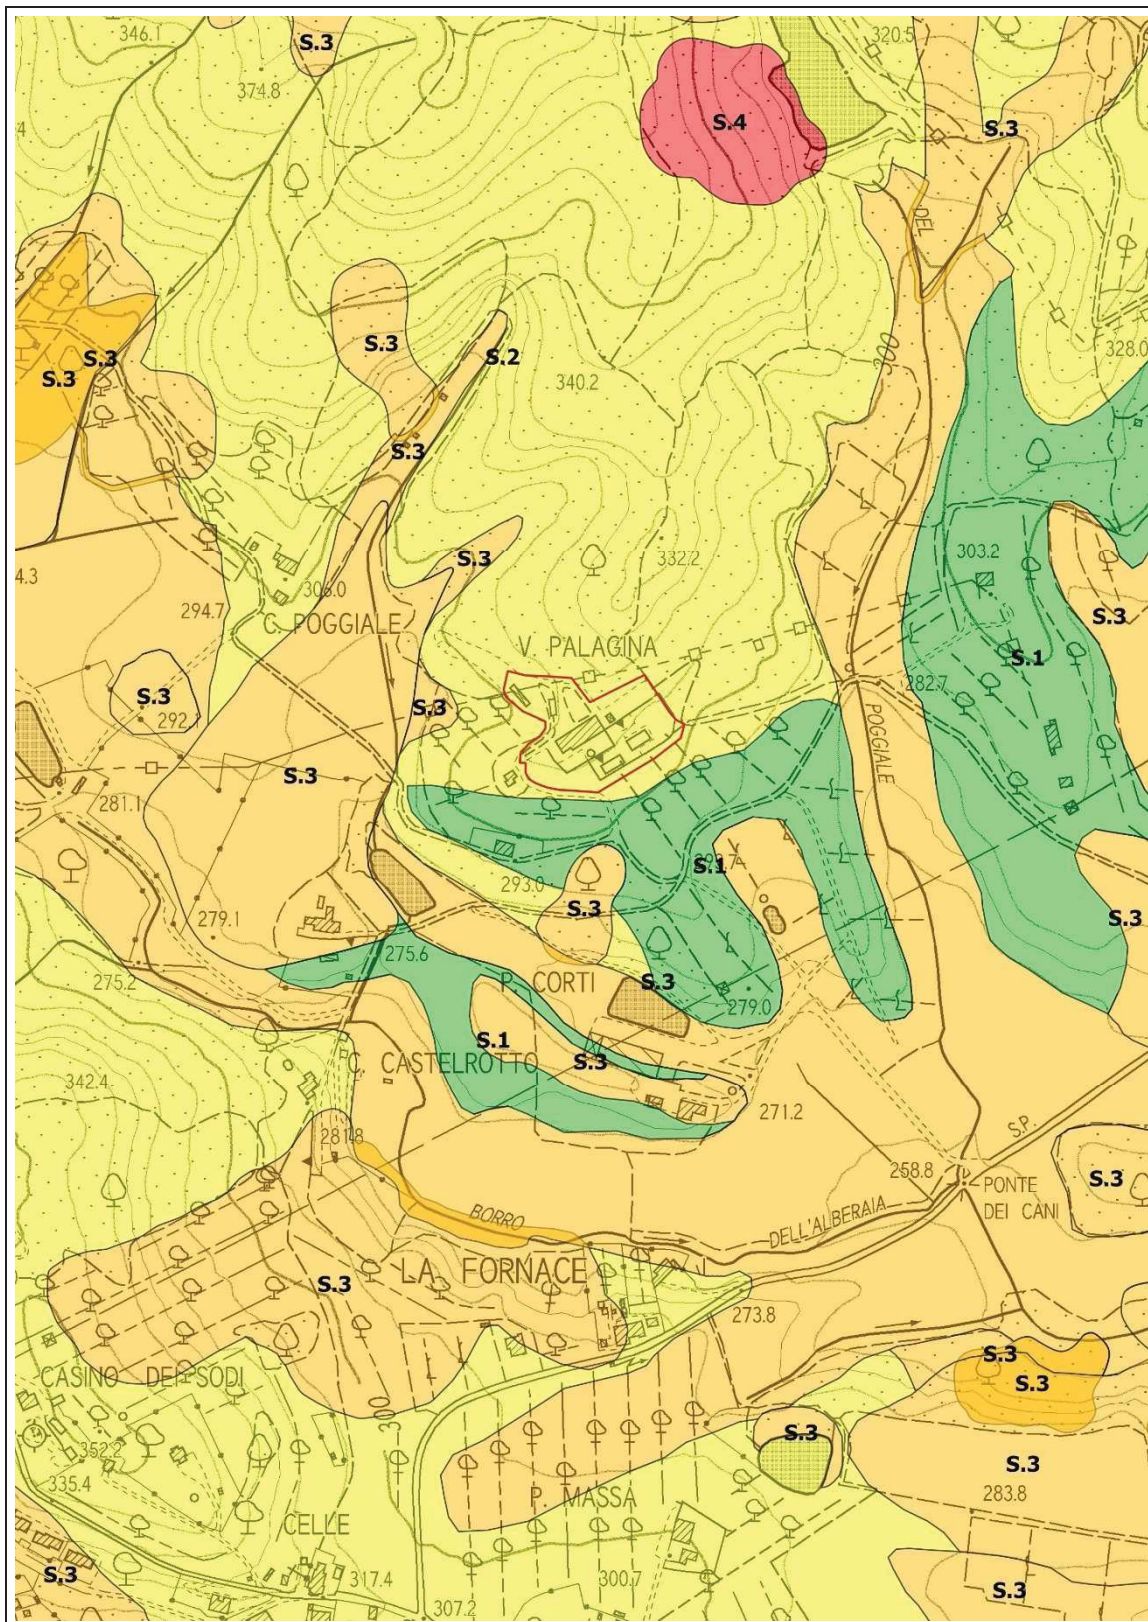 346.1
S.3
320.5
374.8
S.4
S.3
DEL
300
328.0
S.3
S.2
S.3
S.3
340.2
S.3
S.3
303.2
332.2
4.3
306.0
294.7
C. POGGIALE
V. PALAGINA
S.3
S.1
S.3
292.1
S.3
282.7
POGGIALE
S.3
281.1
S.1
293.0
279.1
S.3
S.3
275.6
275.2
P. CORTI
S.3
279.0
S.1
C. CASTELROTTO
S.3
342.4
271.2
S.P.
281.8
258.8
PONTE
DEI CANI
S.3
BORRO
DELL'ALBERAIA
LA FORNACE
S.3
273.8
S.3
CASINO DEI SODI
S.3
300
352.2
S.3
335.4
S.3
P. MASSA
283.8
CELLE
S.3
317.4
300.7
S.3
307.2